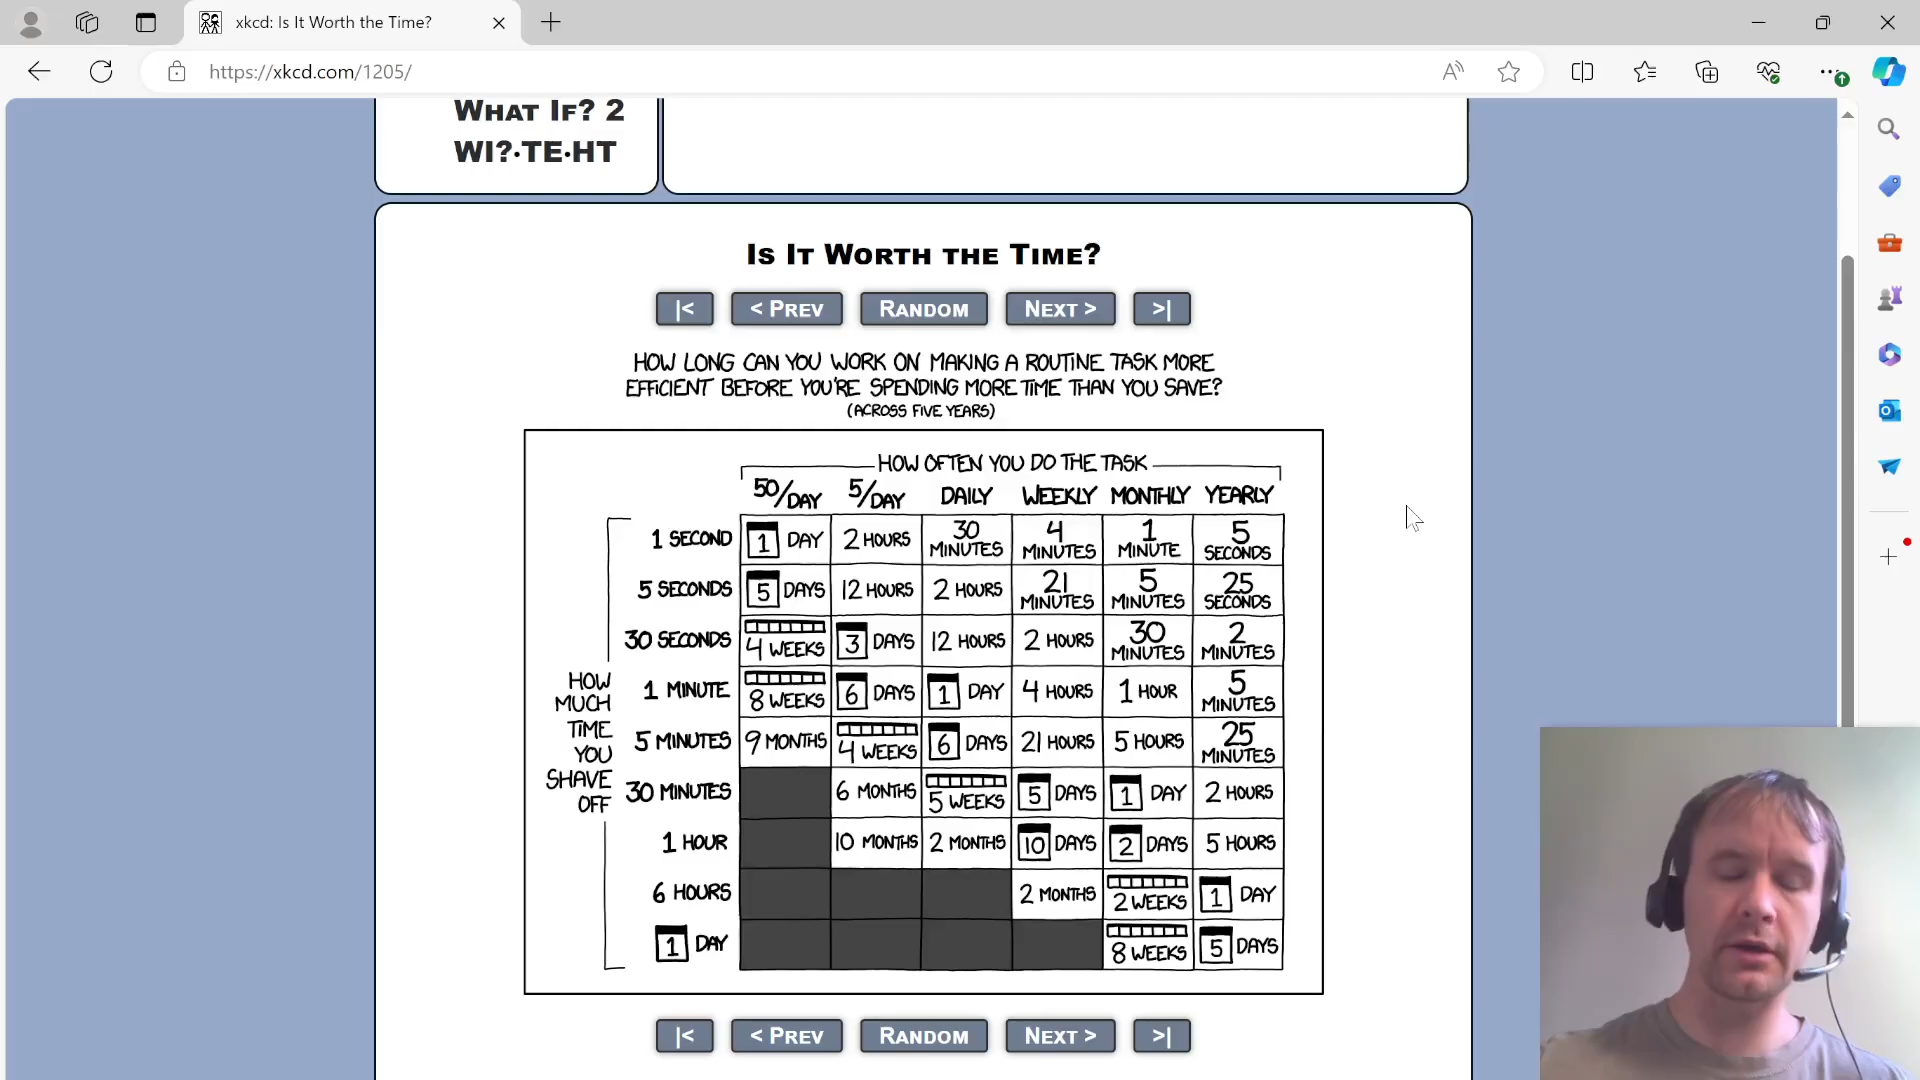 xkcd: Is It Worth the Time?
https://xkcd.com/1205/
WHAT IF? 2
WI?·TE·HT
IS IT WORTH THE TIME?
|< < PREV RANDOM NEXT > >|
HOW LONG CAN YOU WORK ON MAKING A ROUTINE TASK MORE
EFFICIENT BEFORE YOU'RE SPENDING MORE TIME THAN YOU SAVE?
(ACROSS FIVE YEARS)
HOW OFTEN YOU DO THE TASK
50/DAY 5/DAY DAILY WEEKLY MONTHLY YEARLY
HOW MUCH TIME YOU SHAVE OFF
1 SECOND 1 DAY 2 HOURS 30 MINUTES 4 MINUTES 1 MINUTE 5 SECONDS
5 SECONDS 5 DAYS 12 HOURS 2 HOURS 21 MINUTES 5 MINUTES 25 SECONDS
30 SECONDS 4 WEEKS 3 DAYS 12 HOURS 2 HOURS 30 MINUTES 2 MINUTES
1 MINUTE 8 WEEKS 6 DAYS 1 DAY 4 HOURS 1 HOUR 5 MINUTES
5 MINUTES 9 MONTHS 4 WEEKS 6 DAYS 21 HOURS 5 HOURS 25 MINUTES
30 MINUTES 6 MONTHS 5 WEEKS 5 DAYS 1 DAY 2 HOURS
1 HOUR 10 MONTHS 2 MONTHS 10 DAYS 2 DAYS 5 HOURS
6 HOURS 2 MONTHS 2 WEEKS 1 DAY
1 DAY 8 WEEKS 5 DAYS
|< < PREV RANDOM NEXT > >|